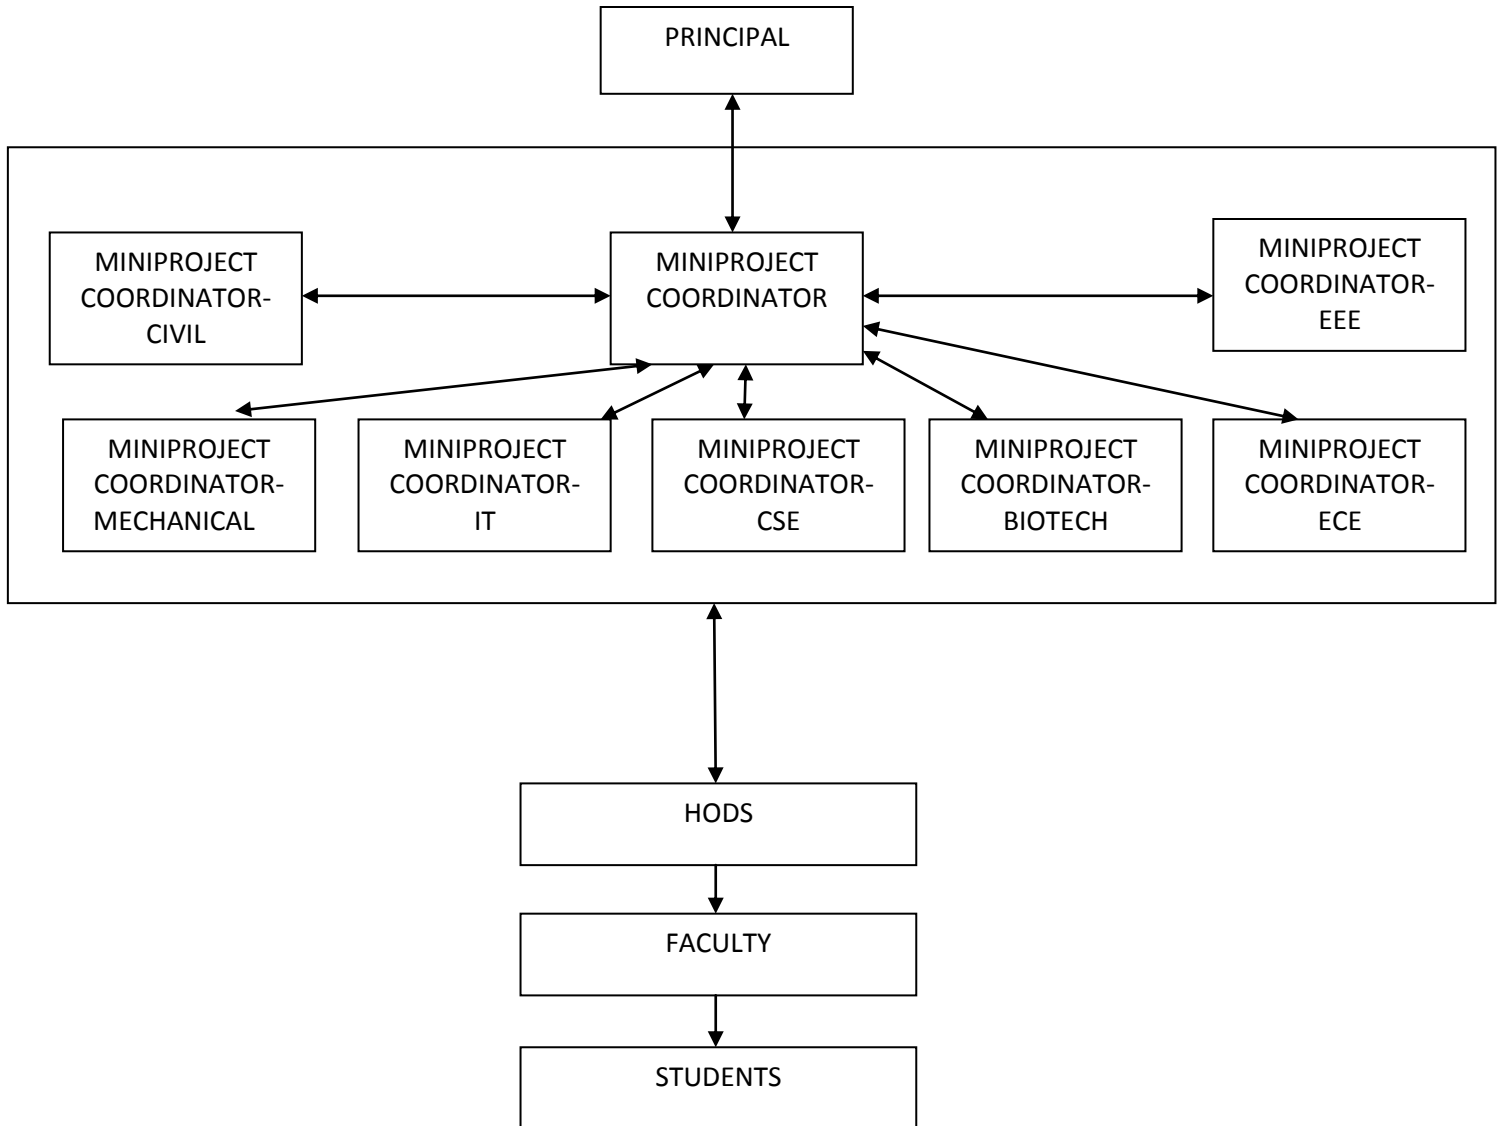 PRINCIPAL
MINIPROJECT
COORDINATOR-
CIVIL
MINIPROJECT
COORDINATOR
MINIPROJECT
COORDINATOR-
EEE
MINIPROJECT
COORDINATOR-
MECHANICAL
MINIPROJECT
COORDINATOR-
IT
MINIPROJECT
COORDINATOR-
CSE
MINIPROJECT
COORDINATOR-
BIOTECH
MINIPROJECT
COORDINATOR-
ECE
HODS
FACULTY
STUDENTS